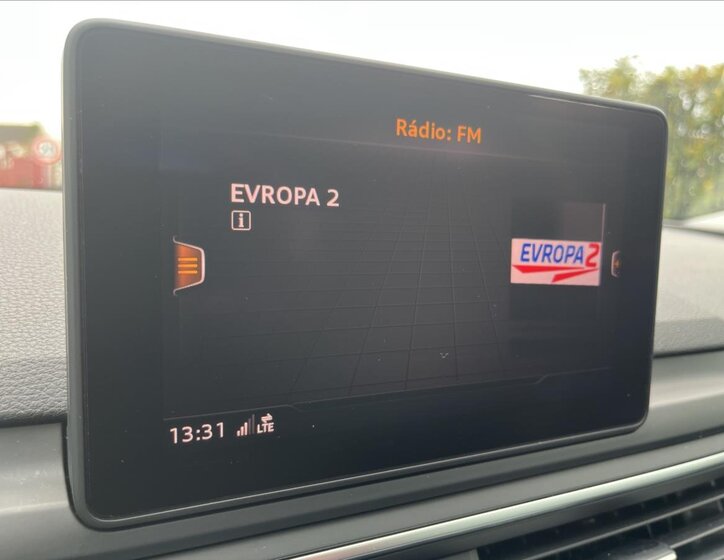 Rádio: FM
EVROPA 2
i
EVROPA 2
13:31 LTE